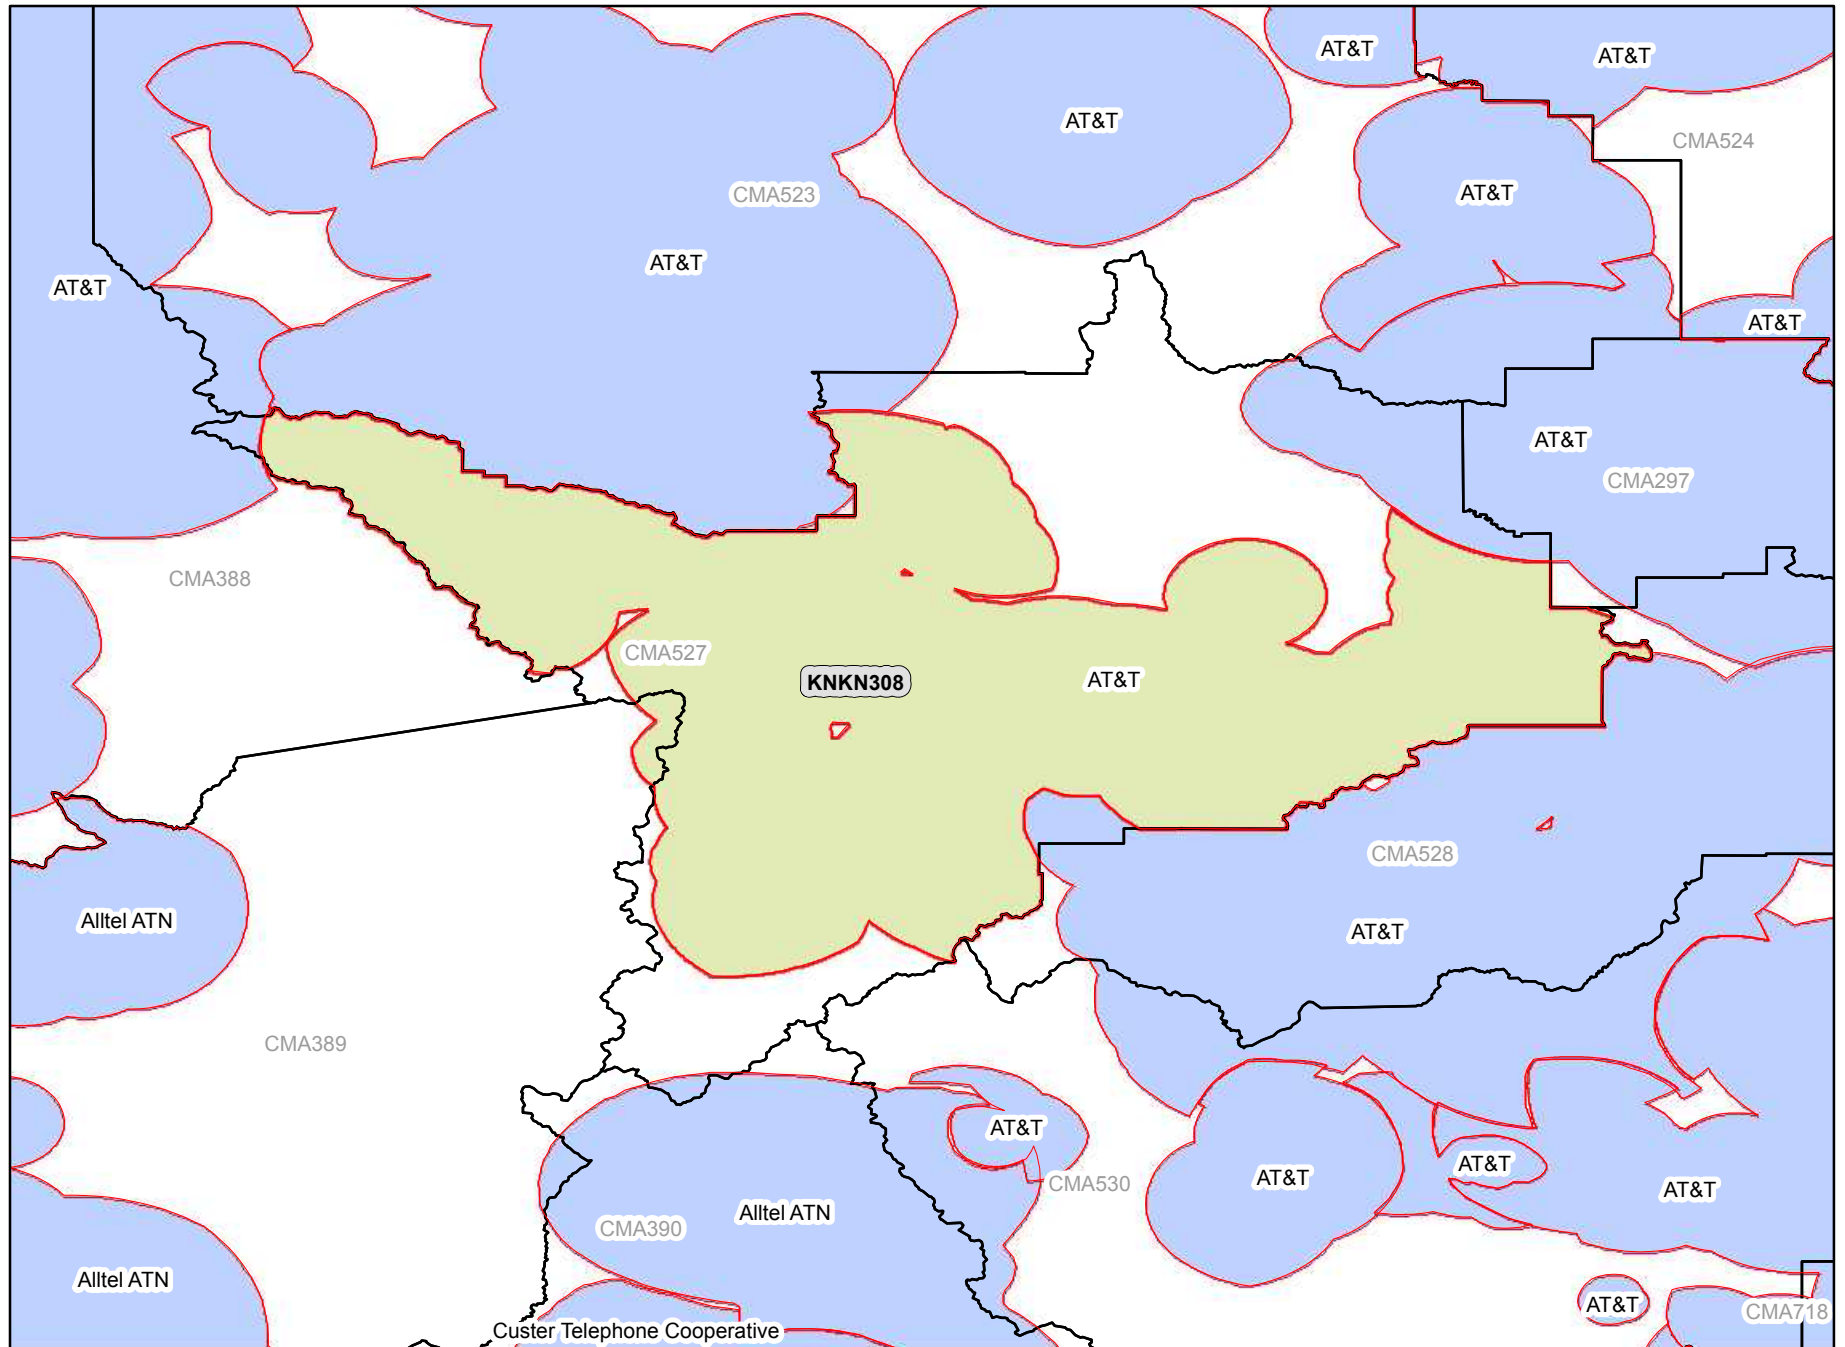 AT&T
AT&T
AT&T
CMA524
CMA523
AT&T
AT&T
AT&T
AT&T
AT&T
CMA297
CMA388
CMA527
KNKN308
AT&T
CMA528
Alltel ATN
AT&T
CMA389
AT&T
AT&T
AT&T
CMA530
AT&T
Alltel ATN
CMA390
Alltel ATN
AT&T
CMA718
Custer Telephone Cooperative